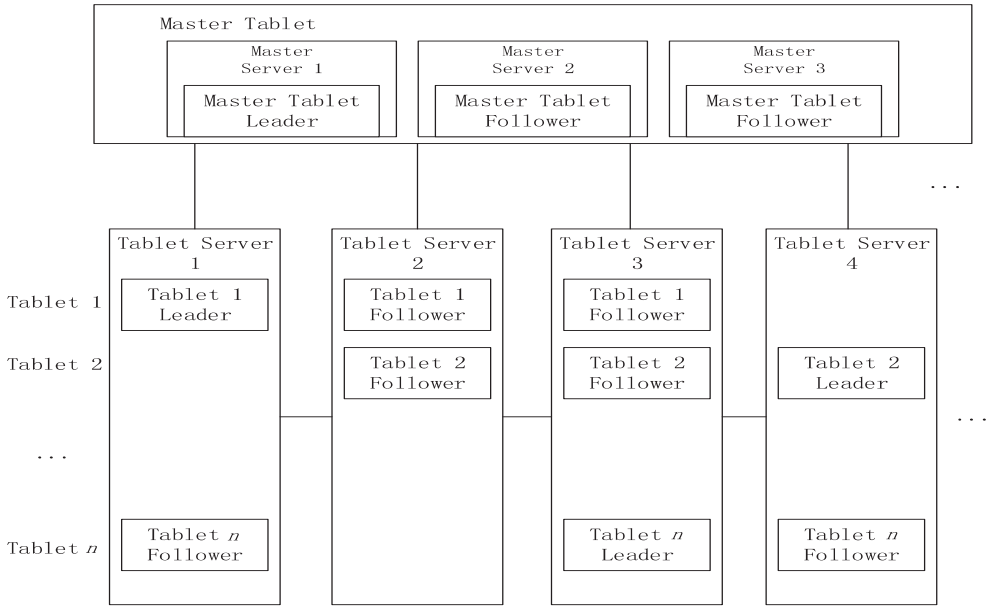 Master Tablet
Master
Server 1
Master
Server 2
Master
Server 3
Master Tablet
Leader
Master Tablet
Follower
Master Tablet
Follower
...
Tablet Server
1
Tablet Server
2
Tablet Server
3
Tablet Server
4
Tablet 1
Tablet 1
Leader
Tablet 1
Follower
Tablet 1
Follower
Tablet 2
Tablet 2
Follower
Tablet 2
Follower
Tablet 2
Leader
...
...
Tablet n
Tablet n
Follower
Tablet n
Leader
Tablet n
Follower